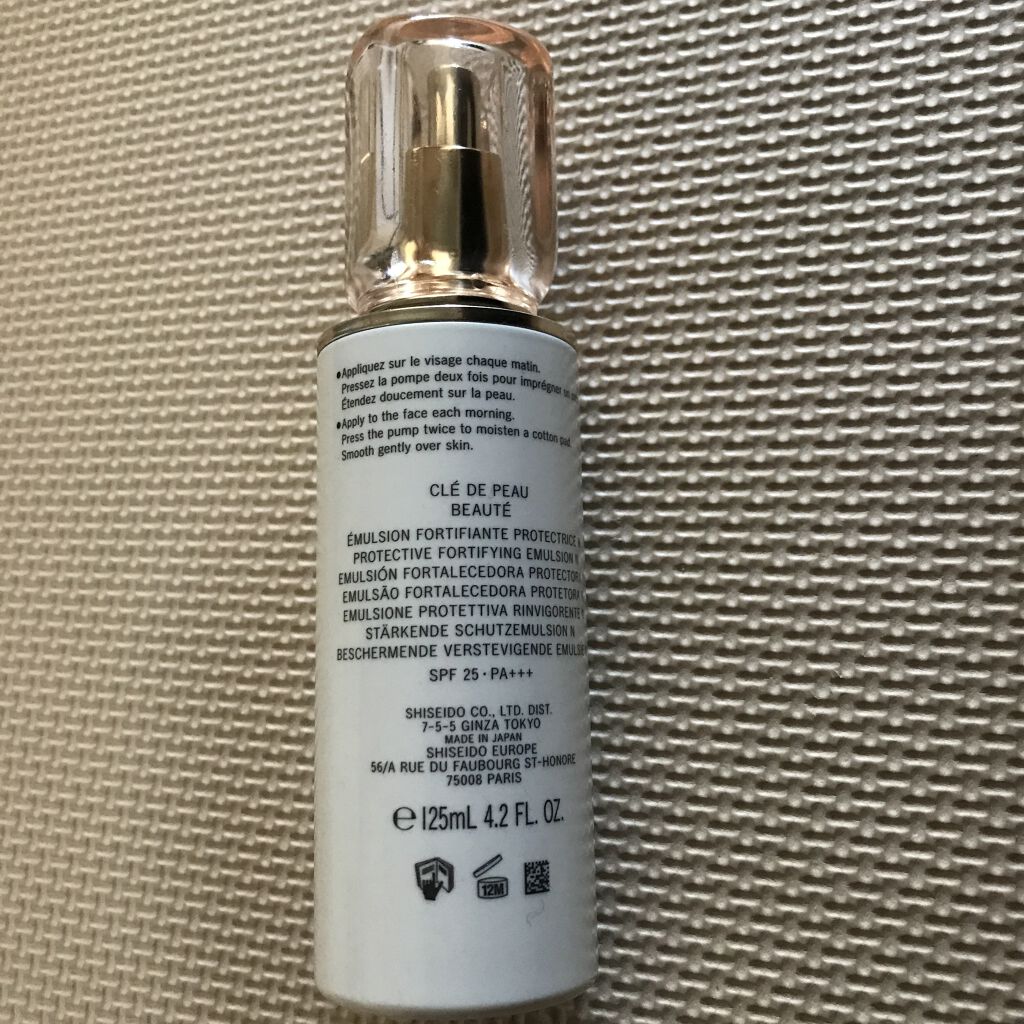 •Appliquez sur le visage chaque matin.
Pressez la pompe deux fois pour imprégner un
Étendez doucement sur la peau.
•Apply to the face each morning.
Press the pump twice to moisten a cotton pad.
Smooth gently over skin.
CLÉ DE PEAU
BEAUTÉ
ÉMULSION FORTIFIANTE PROTECTRICE N
PROTECTIVE FORTIFYING EMULSION N
EMULSIÓN FORTALECEDORA PROTECTORA
EMULSÃO FORTALECEDORA PROTETORA
EMULSIONE PROTETTIVA RINVIGORENTE
STÄRKENDE SCHUTZEMULSION N
BESCHERMENDE VERSTEVIGENDE EMULSIE
SPF 25・PA+++
SHISEIDO CO., LTD. DIST.
7-5-5 GINZA TOKYO
MADE IN JAPAN
SHISEIDO EUROPE
56/A RUE DU FAUBOURG ST-HONORE
75008 PARIS
℮125mL 4.2 FL. OZ.
12M